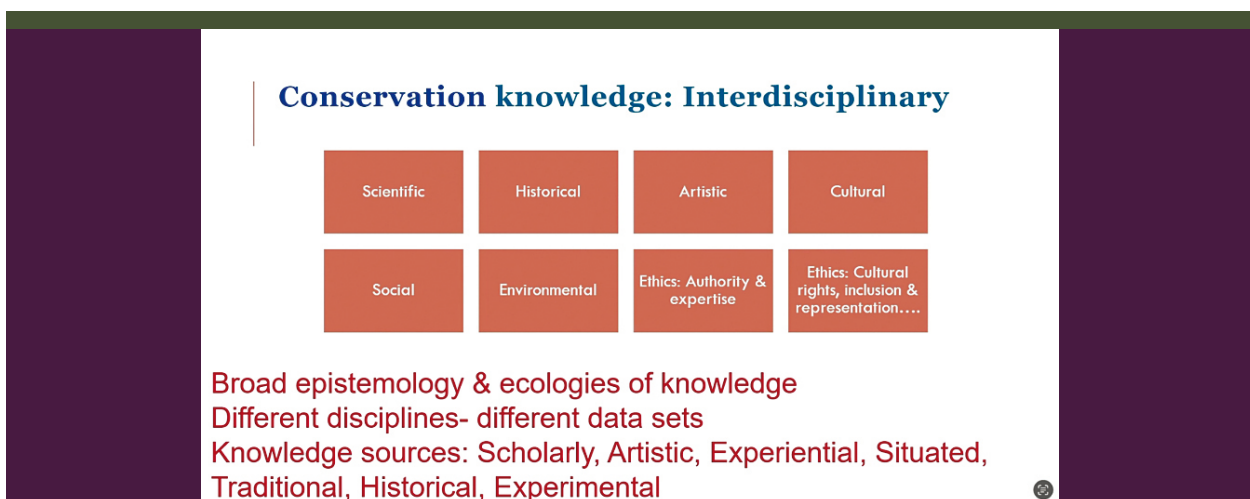 Conservation knowledge: Interdisciplinary
Scientific
Historical
Artistic
Cultural
Social
Environmental
Ethics: Authority &
expertise
Ethics: Cultural
rights, inclusion &
representation....
Broad epistemology & ecologies of knowledge
Different disciplines- different data sets
Knowledge sources: Scholarly, Artistic, Experiential, Situated,
Traditional, Historical, Experimental